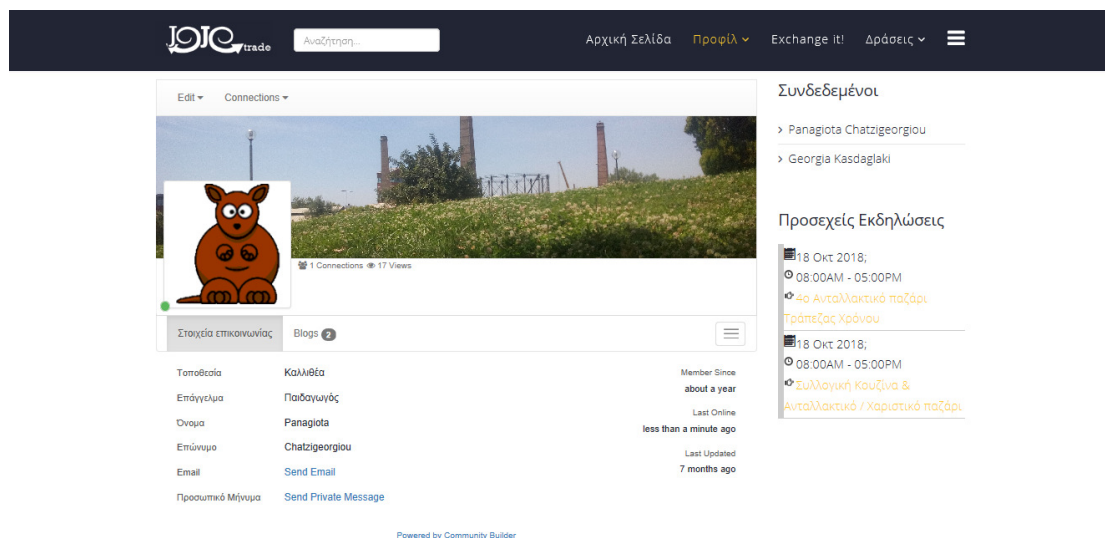 JOJO trade
Αναζήτηση...
Αρχική Σελίδα Προφίλ Exchange it! Δράσεις
Edit Connections
1 Connections 17 Views
Στοιχεία επικοινωνίας Blogs 2
Τοποθεσία Καλλιθέα
Επάγγελμα Παιδαγωγός
Όνομα Panagiota
Επώνυμο Chatzigeorgiou
Email Send Email
Προσωπικό Μήνυμα Send Private Message
Member Since
about a year
Last Online
less than a minute ago
Last Updated
7 months ago
Powered by Community Builder
Συνδεδεμένοι
Panagiota Chatzigeorgiou
Georgia Kasdaglaki
Προσεχείς Εκδηλώσεις
18 Οκτ 2018;
08:00AM - 05:00PM
4ο Ανταλλακτικό παζάρι
Τράπεζας Χρόνου
18 Οκτ 2018;
08:00AM - 05:00PM
Συλλογική Κουζίνα &
Ανταλλακτικό / Χαριστικό παζάρι